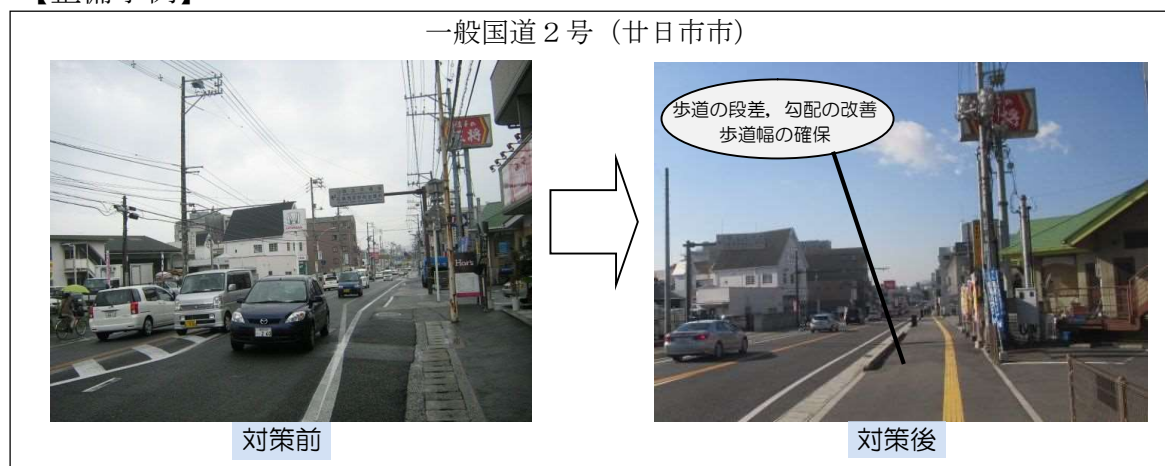 【整備事例】
一般国道２号（廿日市市）
歩道の段差，勾配の改善
歩道幅の確保
対策前
対策後